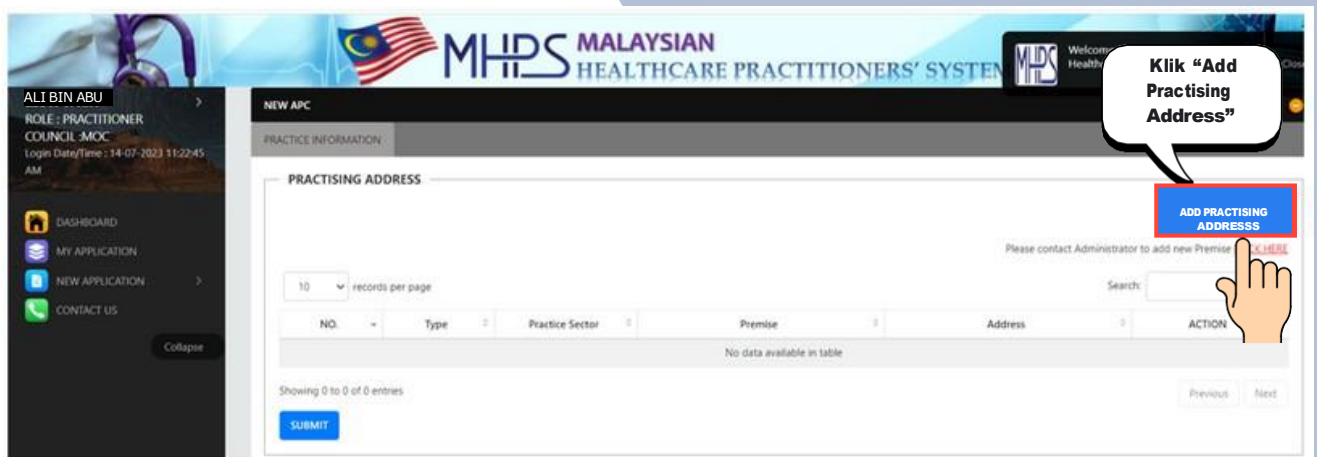 MHPS MALAYSIAN
HEALTHCARE PRACTITIONERS' SYSTEM
MHPS
Klik “Add
Practising
Address”
ALI BIN ABU
ROLE : PRACTITIONER
COUNCIL :MOC
Login Date/Time : 14-07-2023 11:22:45
AM
NEW APC
PRACTICE INFORMATION
PRACTISING ADDRESS
ADD PRACTISING
ADDRESSS
DASHBOARD
MY APPLICATION
NEW APPLICATION
CONTACT US
Collapse
Please contact Administrator to add new Premise HERE
10 records per page
Search:
NO. Type Practice Sector Premise Address ACTION
No data available in table
Showing 0 to 0 of 0 entries
Previous Next
SUBMIT